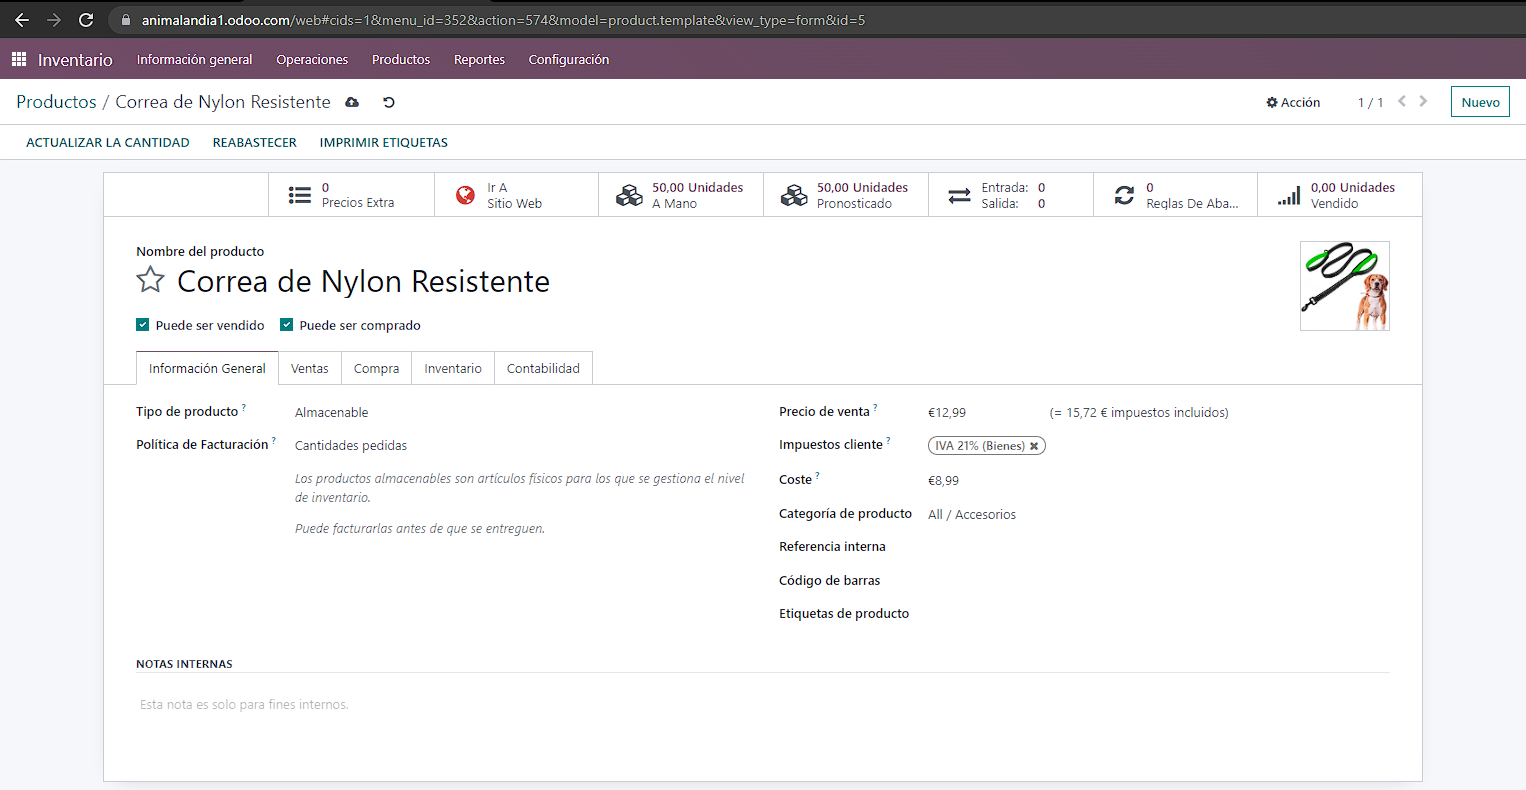 animalandia1.odoo.com/web#cids=1&menu_id=352&action=574&model=product.template&view_type=form&id=5
Inventario Información general Operaciones Productos Reportes Configuración
Productos / Correa de Nylon Resistente Acción 1 / 1 Nuevo
ACTUALIZAR LA CANTIDAD REABASTECER IMPRIMIR ETIQUETAS
0 Ir A 50,00 Unidades 50,00 Unidades Entrada: 0 0 0,00 Unidades
Precios Extra Sitio Web A Mano Pronosticado Salida: 0 Reglas De Aba... Vendido
Nombre del producto
Correa de Nylon Resistente
Puede ser vendido Puede ser comprado
Información General Ventas Compra Inventario Contabilidad
Tipo de producto ? Almacenable
Política de Facturación ? Cantidades pedidas
Los productos almacenables son artículos físicos para los que se gestiona el nivel
de inventario.
Puede facturarlas antes de que se entreguen.
Precio de venta ? €12,99 (= 15,72 € impuestos incluidos)
Impuestos cliente ? IVA 21% (Bienes)
Coste ? €8,99
Categoría de producto All / Accesorios
Referencia interna
Código de barras
Etiquetas de producto
NOTAS INTERNAS
Esta nota es solo para fines internos.